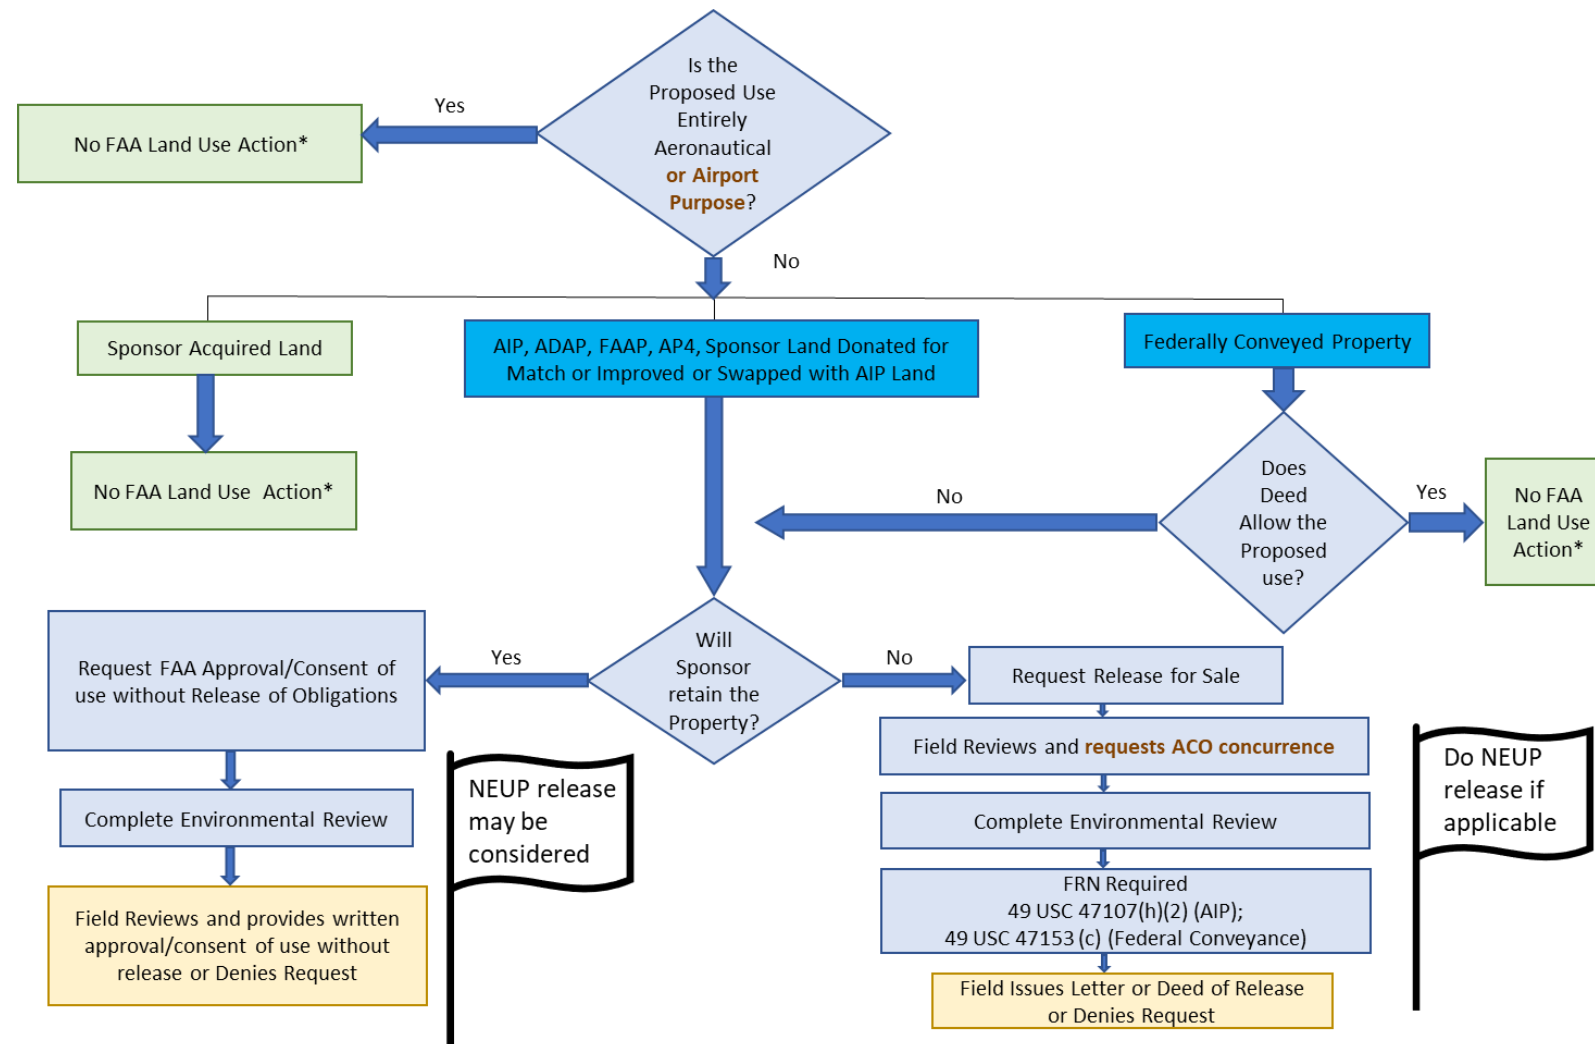 Is the
Proposed Use
Entirely
Aeronautical
or Airport
Purpose?
Yes
No FAA Land Use Action*
No
Sponsor Acquired Land
AIP, ADAP, FAAP, AP4, Sponsor Land Donated for
Match or Improved or Swapped with AIP Land
Federally Conveyed Property
No FAA Land Use Action*
Does
Deed
Allow the
Proposed
use?
No
Yes
No FAA
Land Use
Action*
Will
Sponsor
retain the
Property?
Yes
No
Request FAA Approval/Consent of
use without Release of Obligations
Complete Environmental Review
Field Reviews and provides written
approval/consent of use without
release or Denies Request
NEUP release
may be
considered
Request Release for Sale
Field Reviews and requests ACO concurrence
Complete Environmental Review
FRN Required
49 USC 47107(h)(2) (AIP);
49 USC 47153 (c) (Federal Conveyance)
Field Issues Letter or Deed of Release
or Denies Request
Do NEUP
release if
applicable